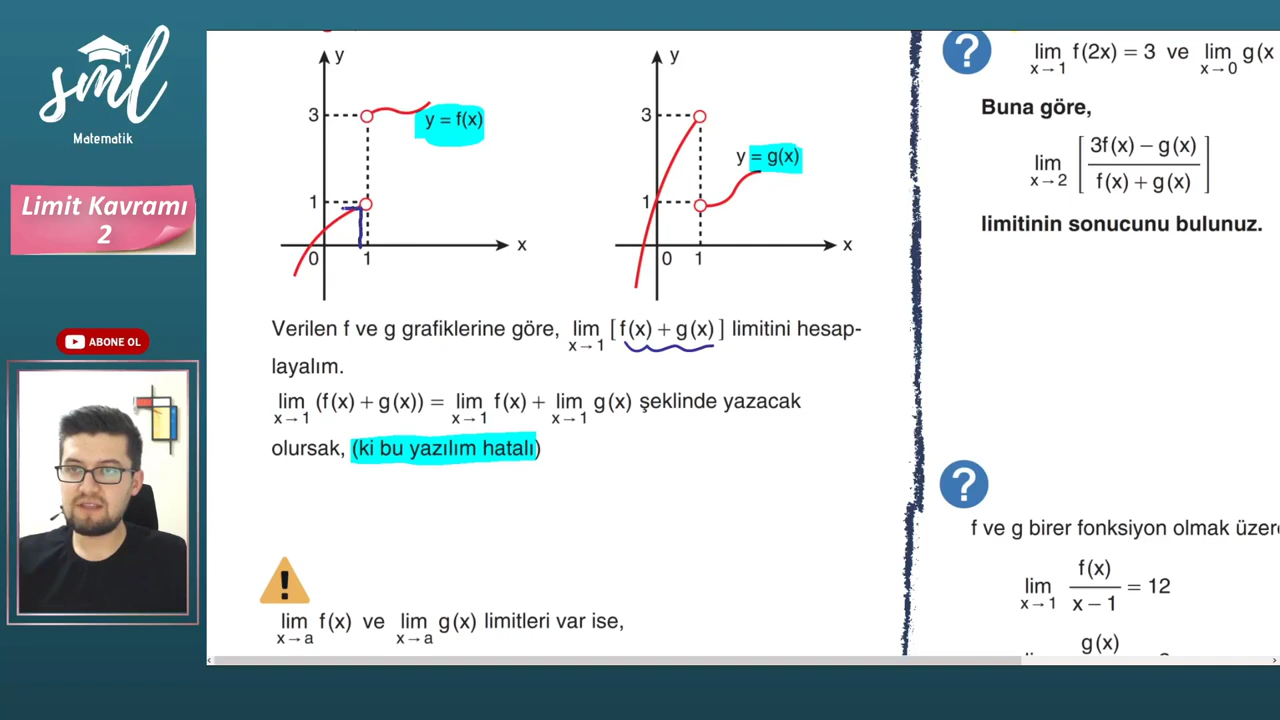 sml
Matematik
Limit Kavramı
2
ABONE OL
y
3
y = f(x)
1
0
1
x
y
3
y = g(x)
1
0
1
x
Verilen f ve g grafiklerine göre, lim x→1 [f(x) + g(x)] limitini hesap-
layalım.
lim x→1 (f(x) + g(x)) = lim x→1 f(x) + lim x→1 g(x) şeklinde yazacak
olursak, (ki bu yazılım hatalı)
!
lim x→a f(x) ve lim x→a g(x) limitleri var ise,
?
lim x→1 f(2x) = 3 ve lim x→0 g(x
Buna göre,
lim x→2 [ 3f(x) − g(x) / f(x) + g(x) ]
limitinin sonucunu bulunuz.
?
f ve g birer fonksiyon olmak üzer
lim x→1 f(x) / x − 1 = 12
g(x)